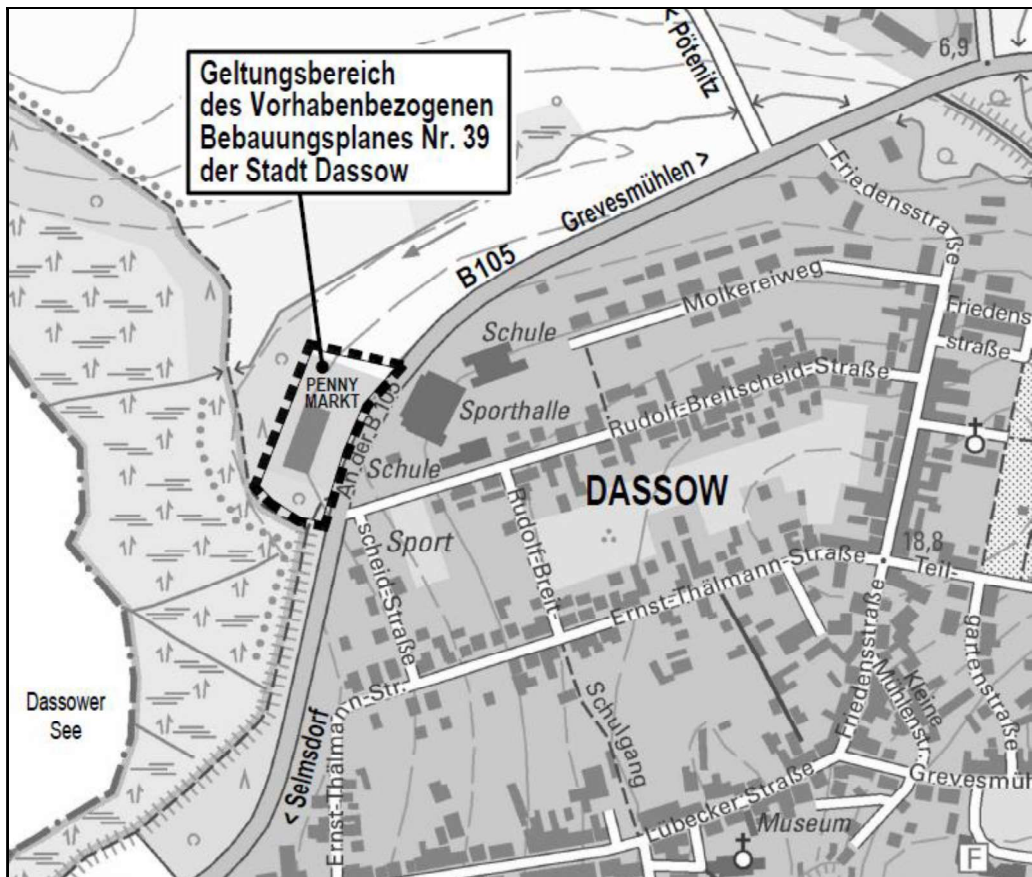 Geltungsbereich
des Vorhabenbezogenen
Bebauungsplanes Nr. 39
der Stadt Dassow
< Pötenitz
6,9
Grevesmühlen >
B105
Friedensstraße
Molkereiweg
Friedens
straße
Schule
PENNY
MARKT
Sporthalle
An der B 105
Rudolf-Breitscheid-Straße
Schule
DASSOW
Rudolf-Breit-
scheid-Straße
Sport
18,8
Teil-
Ernst-Thälmann-Straße
gartenstraße
Ernst-Thälmann-Str.
Friedensstraße
Kleine
Mühlenstr.
Schulgang
Dassower
See
< Selmsdorf
Grevesmüh
Lübecker Straße
Museum
F